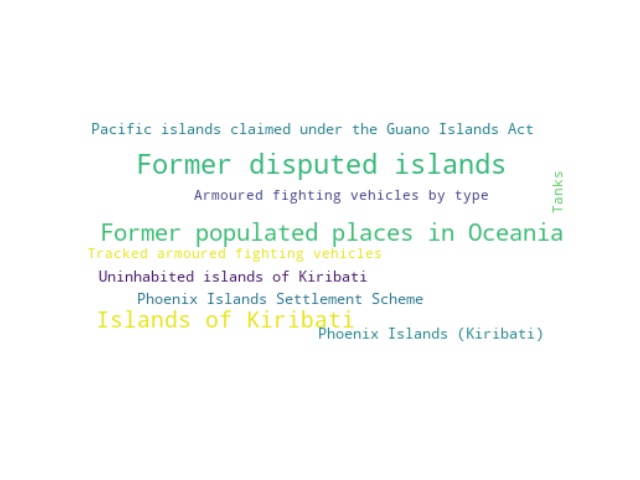 Pacific islands claimed under the Guano Islands Act
Former disputed islands
Armoured fighting vehicles by type
Tanks
Former populated places in Oceania
Tracked armoured fighting vehicles
Uninhabited islands of Kiribati
Phoenix Islands Settlement Scheme
Islands of Kiribati
Phoenix Islands (Kiribati)